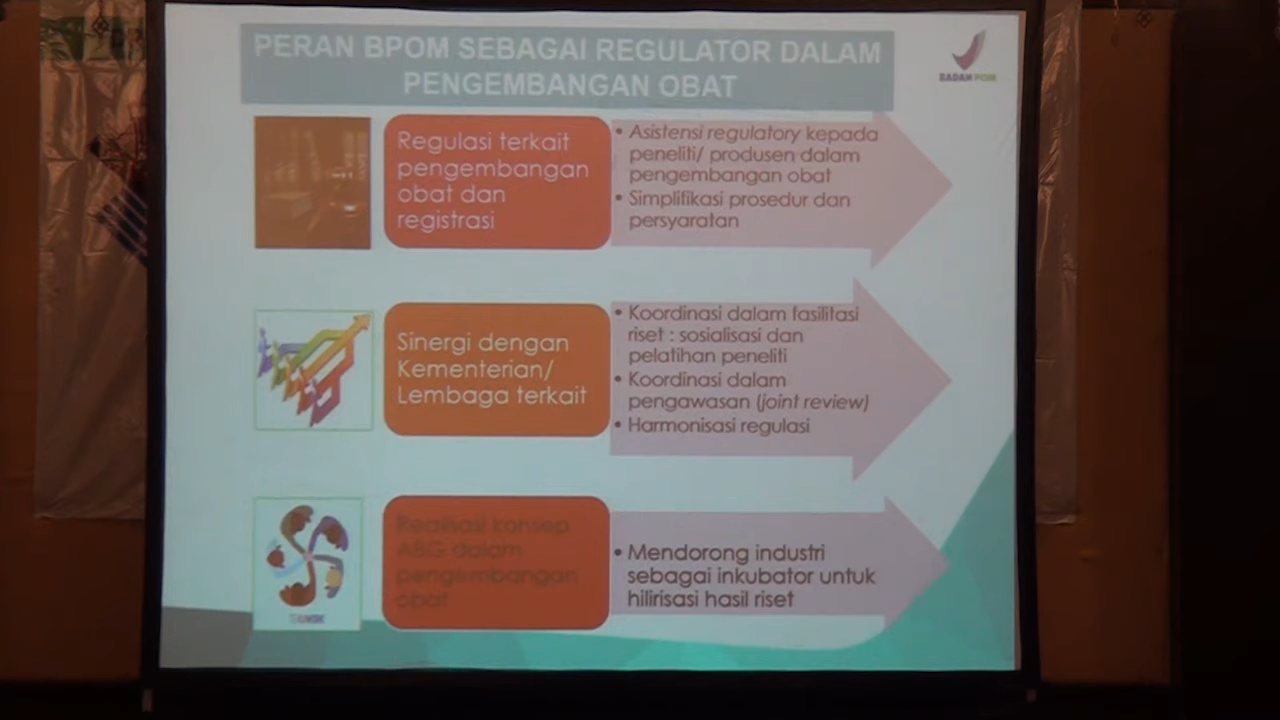 PERAN BPOM SEBAGAI REGULATOR DALAM
PENGEMBANGAN OBAT
BADAN POM
Regulasi terkait
pengembangan
obat dan
registrasi
• Asistensi regulatory kepada
peneliti/ produsen dalam
pengembangan obat
• Simplifikasi prosedur dan
persyaratan
Sinergi dengan
Kementerian/
Lembaga terkait
• Koordinasi dalam fasilitasi
riset : sosialisasi dan
pelatihan peneliti
• Koordinasi dalam
pengawasan (joint review)
• Harmonisasi regulasi
Realisasi konsep
ABG dalam
pengembangan
obat
• Mendorong industri
sebagai inkubator untuk
hilirisasi hasil riset